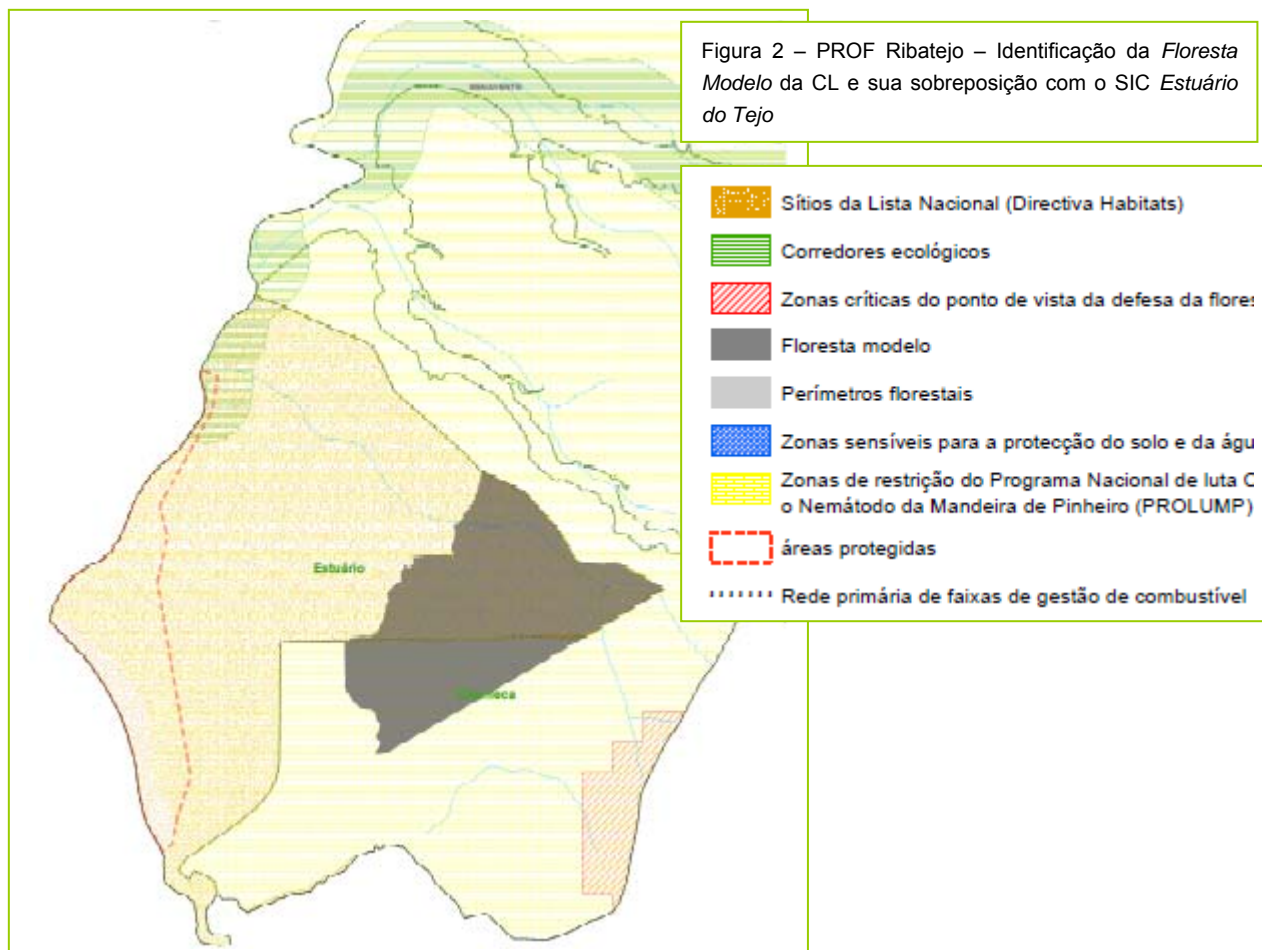 Figura 2 – PROF Ribatejo – Identificação da Floresta
Modelo da CL e sua sobreposição com o SIC Estuário
do Tejo
Sítios da Lista Nacional (Directiva Habitats)
Corredores ecológicos
Zonas críticas do ponto de vista da defesa da flores
Floresta modelo
Perímetros florestais
Zonas sensíveis para a protecção do solo e da águ
Zonas de restrição do Programa Nacional de luta C
o Nemátodo da Mandeira de Pinheiro (PROLUMP)
áreas protegidas
Rede primária de faixas de gestão de combustível
BENAVENTE
Estuário